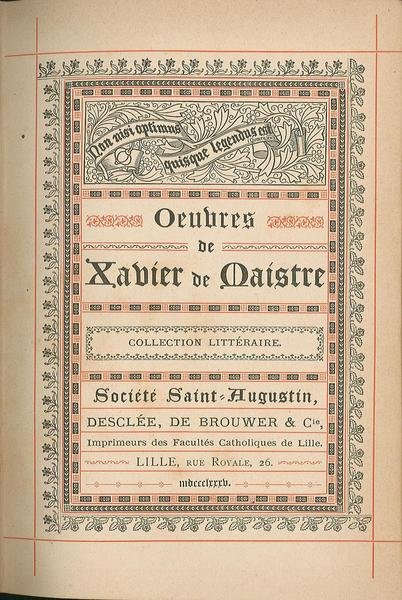 Non nisi optimus
quisque legendus est
Oeuvres
de
Xavier de Maistre
COLLECTION LITTÉRAIRE.
Société Saint-Augustin,
DESCLÉE, DE BROUWER & Cie,
Imprimeurs des Facultés Catholiques de Lille.
LILLE, RUE ROYALE, 26.
mdccclxxxv.